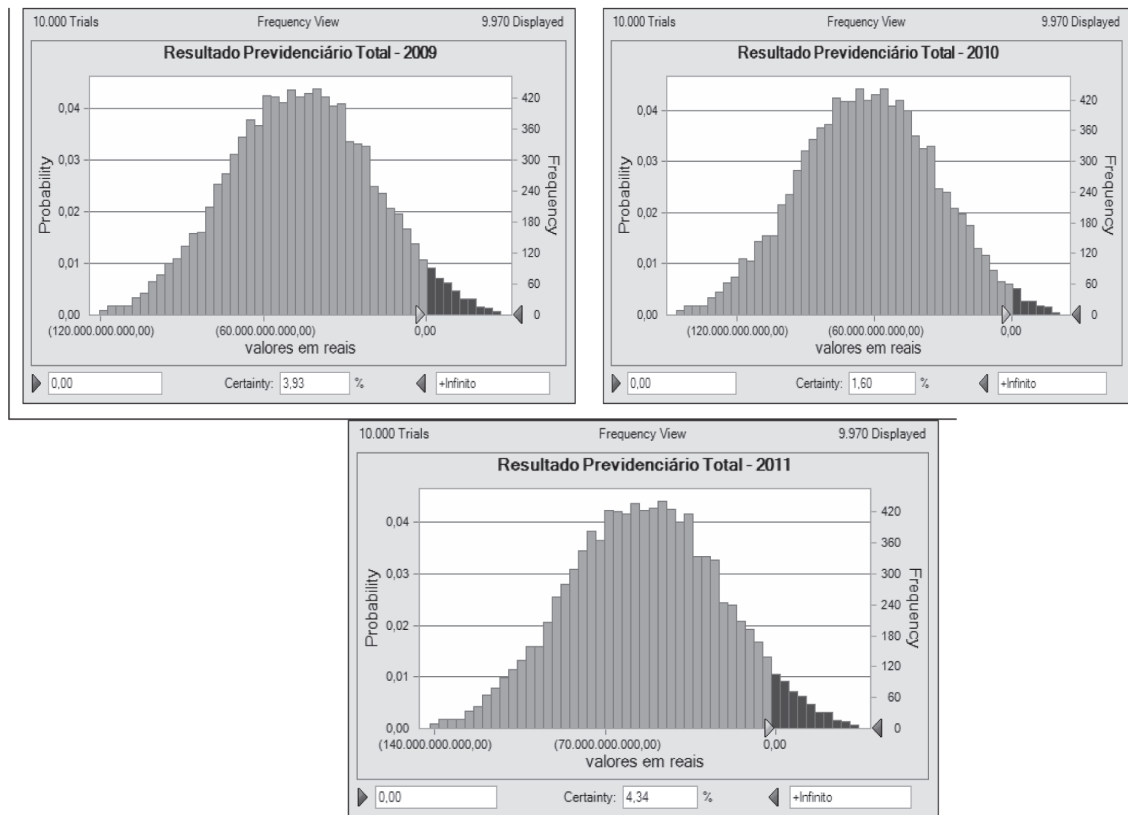 10.000 Trials Frequency View 9.970 Displayed
Resultado Previdenciário Total - 2009
Probability
0,04
0,03
0,02
0,01
0,00
Frequency
420
360
300
240
180
120
60
0
(120.000.000.000,00) (60.000.000.000,00) 0,00
valores em reais
0,00 Certainty: 3,93 % +Infinito
10.000 Trials Frequency View 9.970 Displayed
Resultado Previdenciário Total - 2010
Probability
0,04
0,03
0,02
0,01
0,00
Frequency
420
360
300
240
180
120
60
0
(120.000.000.000,00) (60.000.000.000,00) 0,00
valores em reais
0,00 Certainty: 1,60 % +Infinito
10.000 Trials Frequency View 9.970 Displayed
Resultado Previdenciário Total - 2011
Probability
0,04
0,03
0,02
0,01
0,00
Frequency
420
360
300
240
180
120
60
0
(140.000.000.000,00) (70.000.000.000,00) 0,00
valores em reais
0,00 Certainty: 4,34 % +Infinito